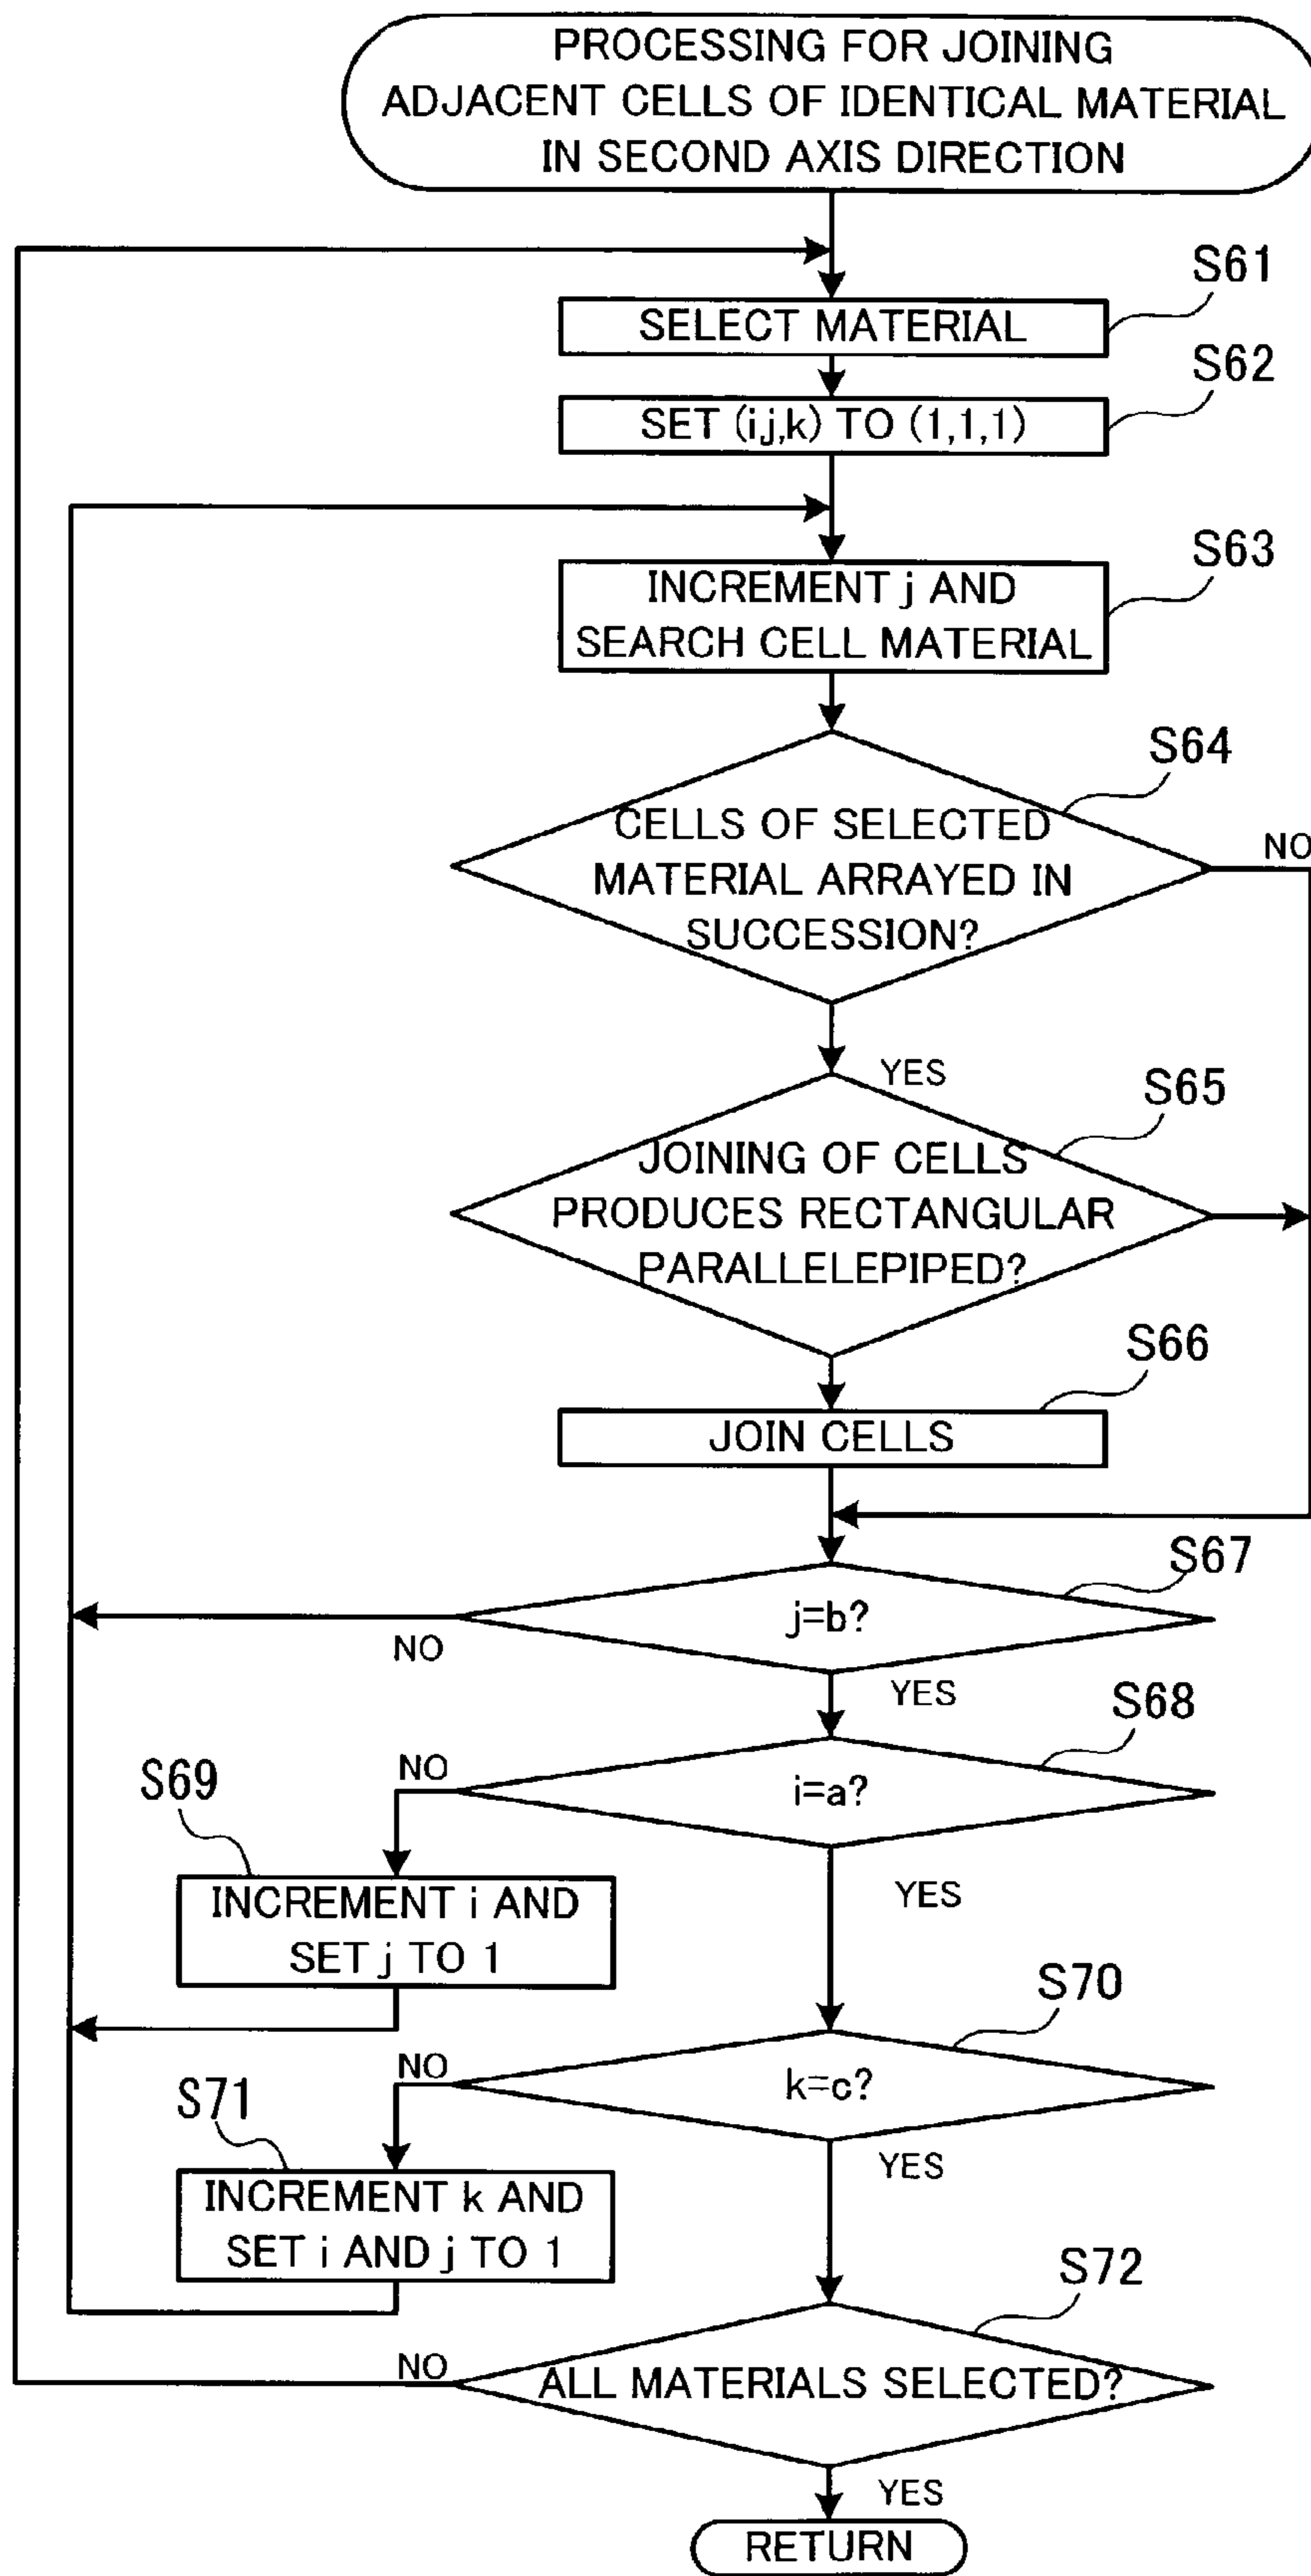 PROCESSING FOR JOINING
ADJACENT CELLS OF IDENTICAL MATERIAL
IN SECOND AXIS DIRECTION
S61
SELECT MATERIAL
S62
SET (i,j,k) TO (1,1,1)
S63
INCREMENT j AND
SEARCH CELL MATERIAL
S64
CELLS OF SELECTED
MATERIAL ARRAYED IN
SUCCESSION?
NO
YES
S65
JOINING OF CELLS
PRODUCES RECTANGULAR
PARALLELEPIPED?
S66
JOIN CELLS
S67
j=b?
NO
YES
S68
i=a?
NO
YES
S69
INCREMENT i AND
SET j TO 1
S70
k=c?
NO
YES
S71
INCREMENT k AND
SET i AND j TO 1
S72
ALL MATERIALS SELECTED?
NO
YES
RETURN